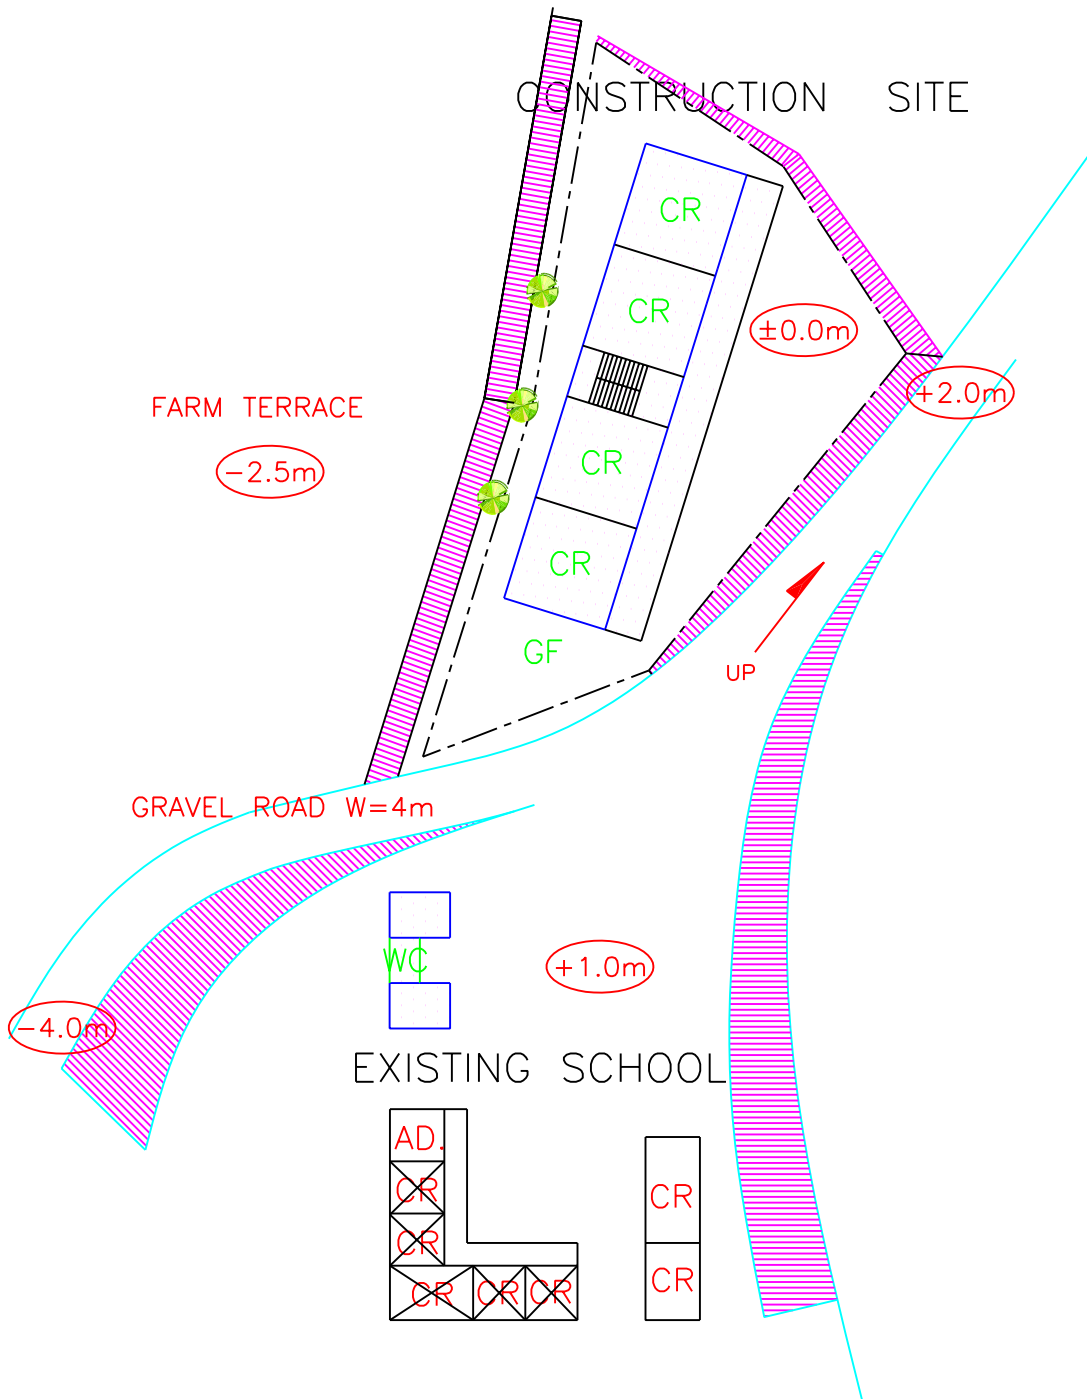 CONSTRUCTION SITE
CR
CR
±0.0m
+2.0m
FARM TERRACE
−2.5m
CR
CR
GF
UP
GRAVEL ROAD W=4m
WC
+1.0m
−4.0m
EXISTING SCHOOL
AD.
CR
CR
CR
CR
CR CR CR